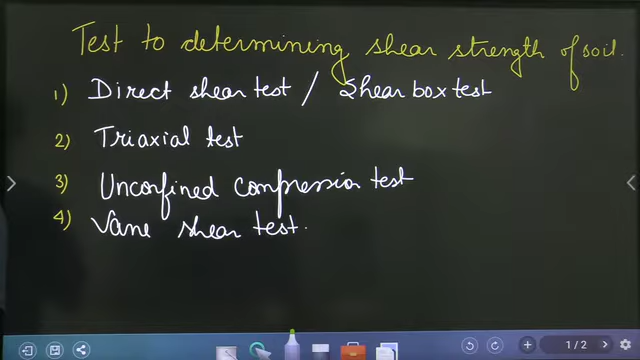 Test to determining shear strength of soil.
1) Direct shear test / Shear box test
2) Triaxial test
3) Unconfined compression test
4) Vane shear test.
1 / 2